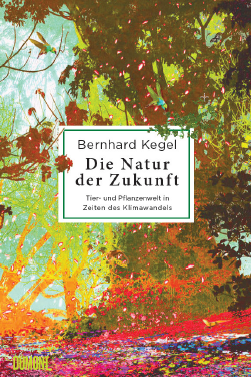 Bernhard Kegel
Die Natur
der Zukunft
Tier- und Pflanzenwelt in
Zeiten des Klimawandels
DUMONT